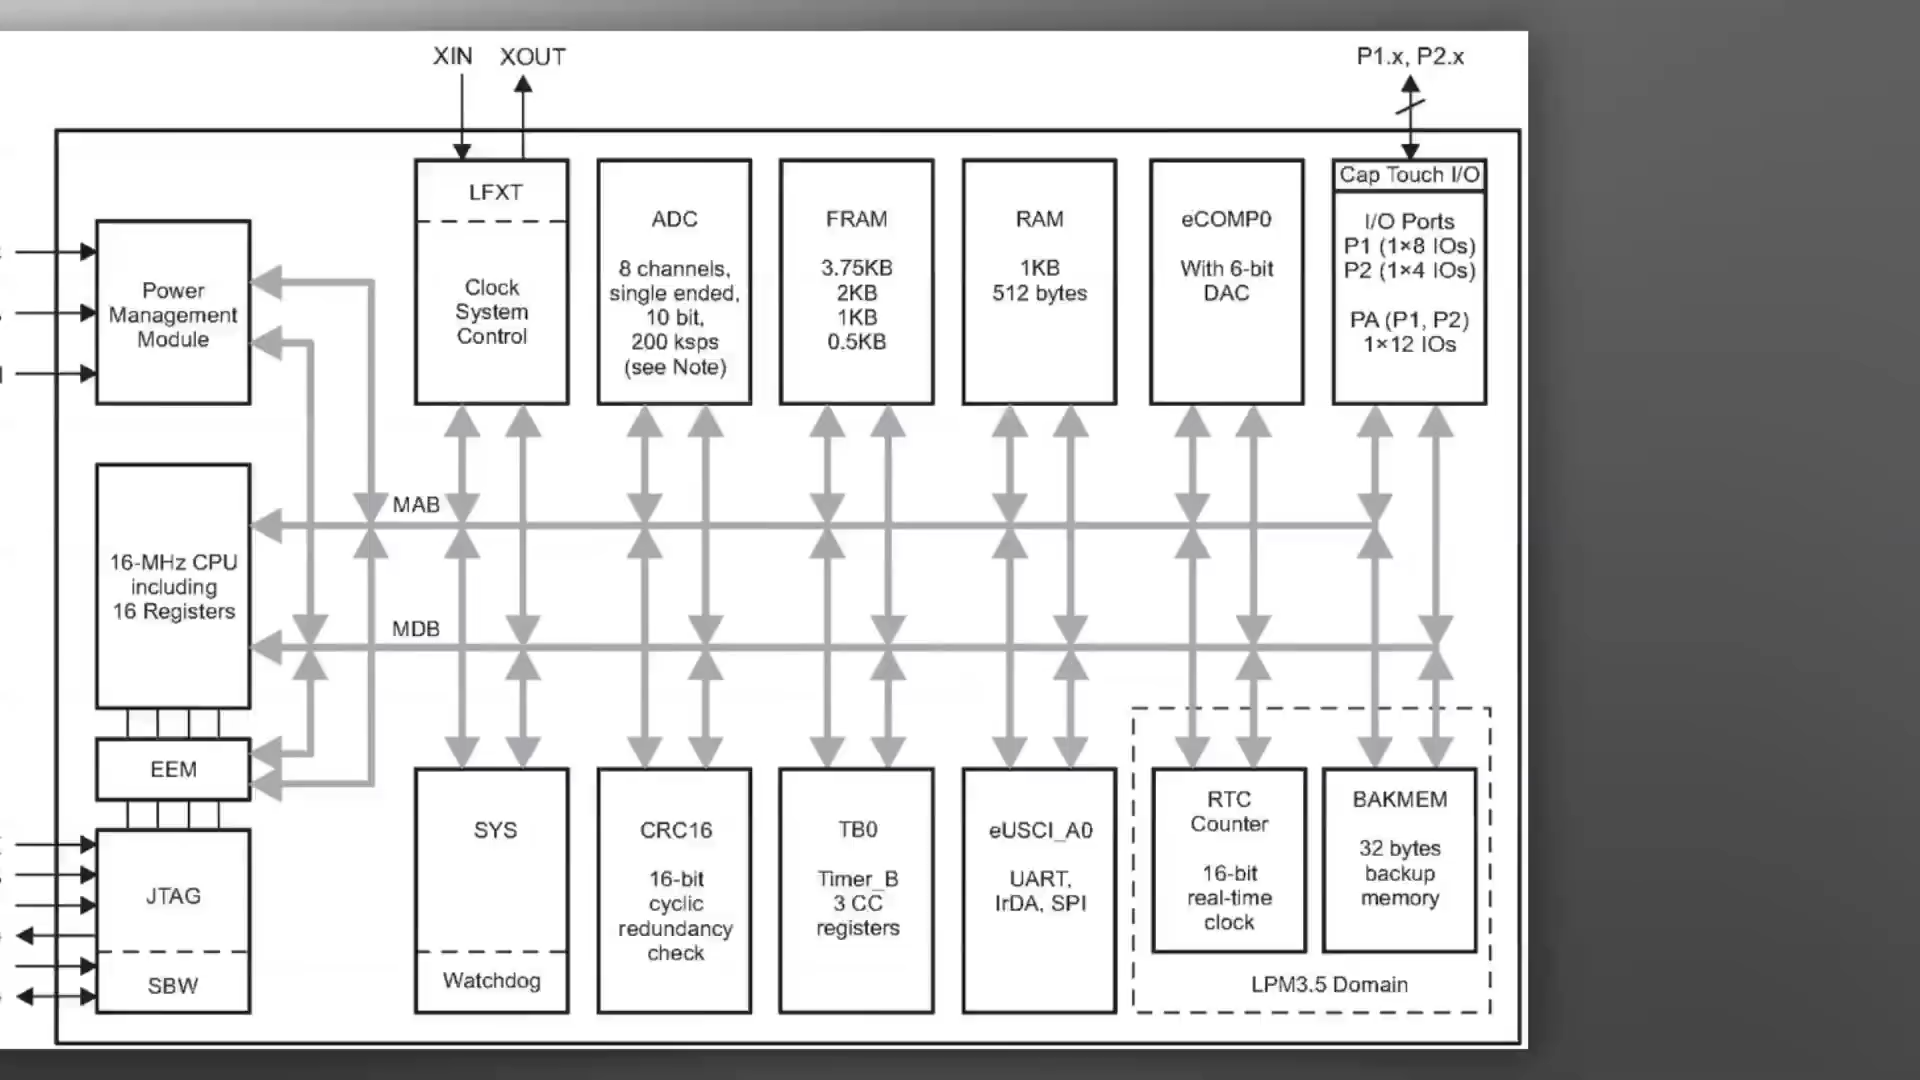 XIN XOUT
P1.x, P2.x
Power
Management
Module
LFXT
Clock
System
Control
ADC
8 channels,
single ended,
10 bit,
200 ksps
(see Note)
FRAM
3.75KB
2KB
1KB
0.5KB
RAM
1KB
512 bytes
eCOMP0
With 6-bit
DAC
Cap Touch I/O
I/O Ports
P1 (1×8 IOs)
P2 (1×4 IOs)
PA (P1, P2)
1×12 IOs
MAB
16-MHz CPU
including
16 Registers
MDB
EEM
JTAG
SBW
SYS
Watchdog
CRC16
16-bit
cyclic
redundancy
check
TB0
Timer_B
3 CC
registers
eUSCI_A0
UART,
IrDA, SPI
RTC
Counter
16-bit
real-time
clock
BAKMEM
32 bytes
backup
memory
LPM3.5 Domain